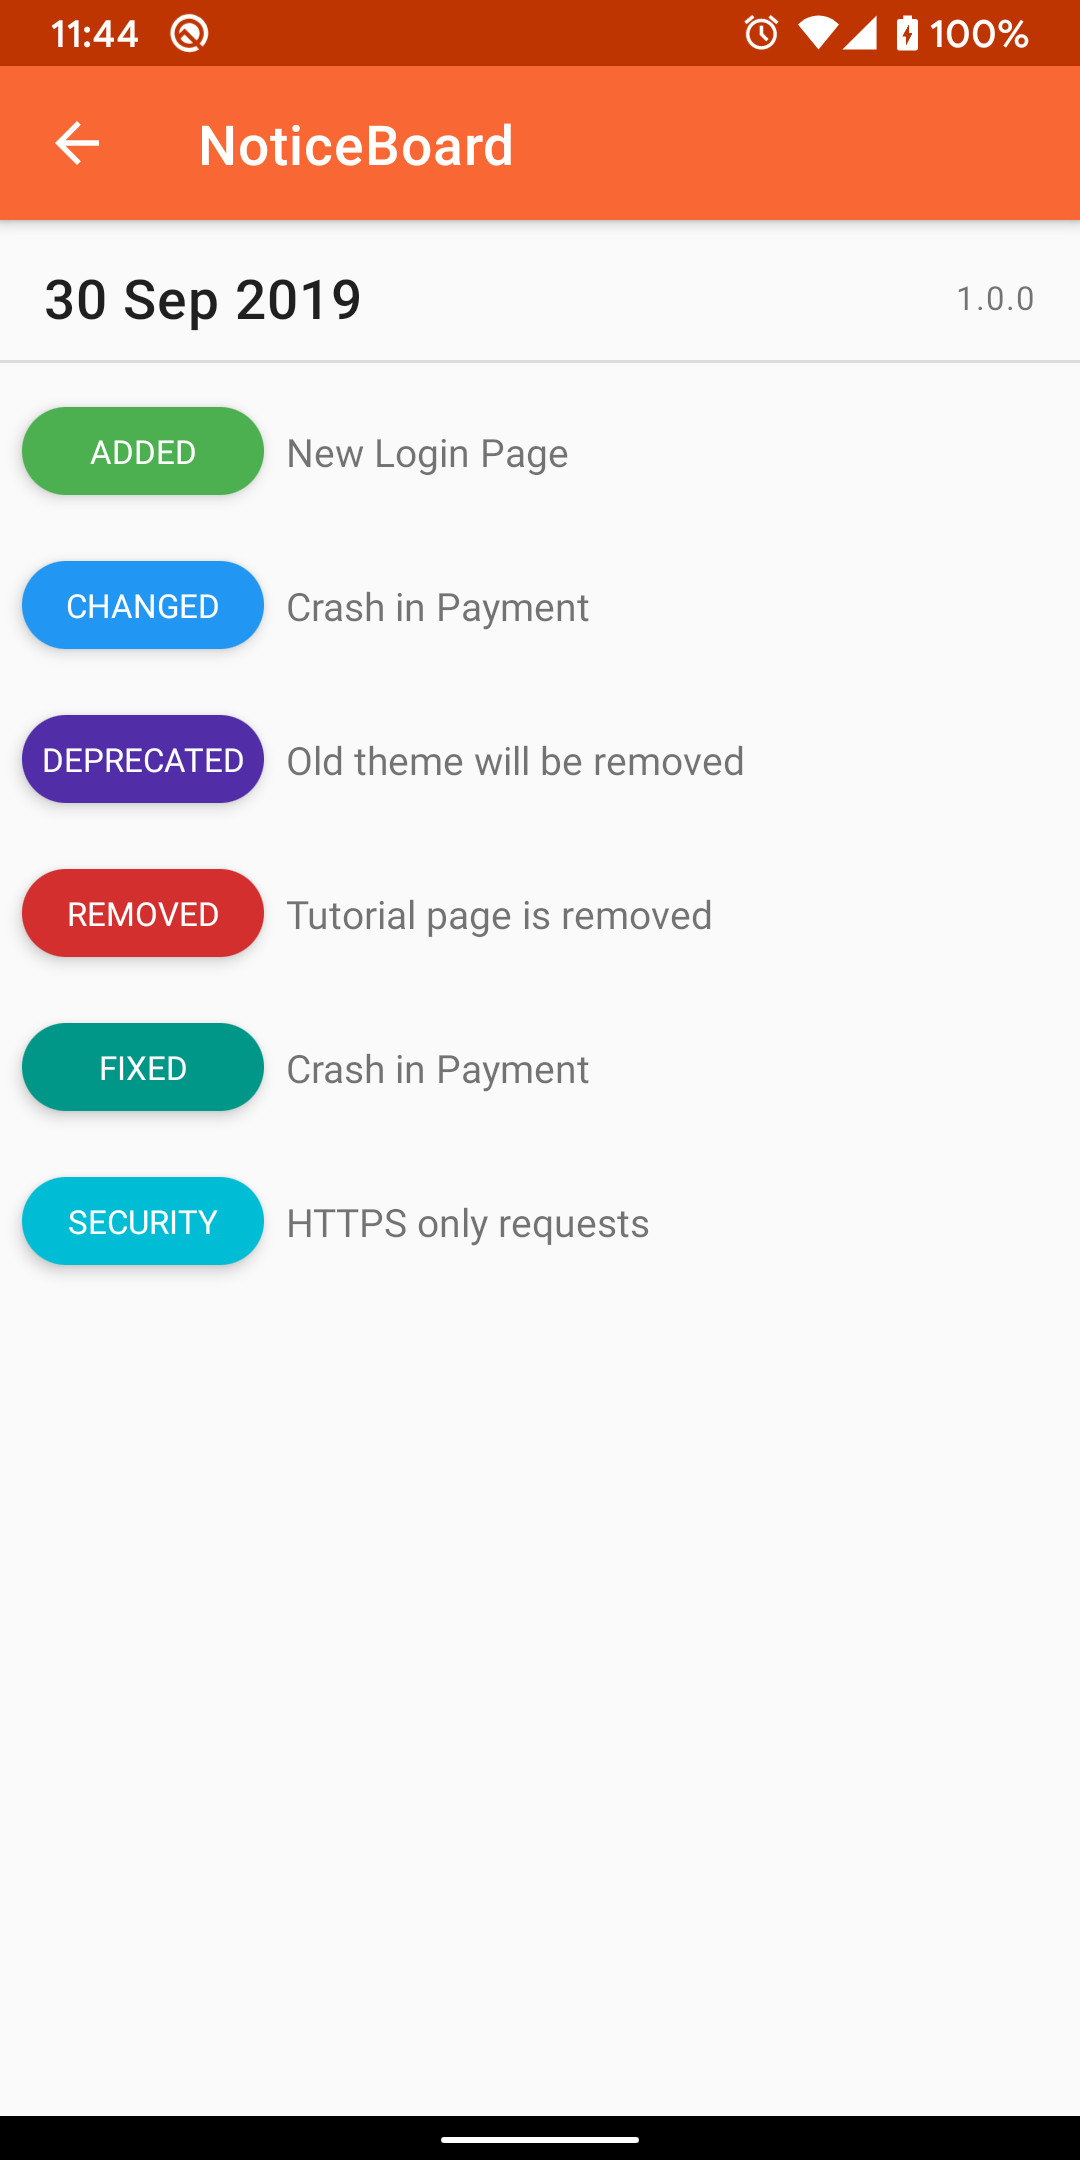 11:44 100%
NoticeBoard
30 Sep 2019 1.0.0
ADDED New Login Page
CHANGED Crash in Payment
DEPRECATED Old theme will be removed
REMOVED Tutorial page is removed
FIXED Crash in Payment
SECURITY HTTPS only requests